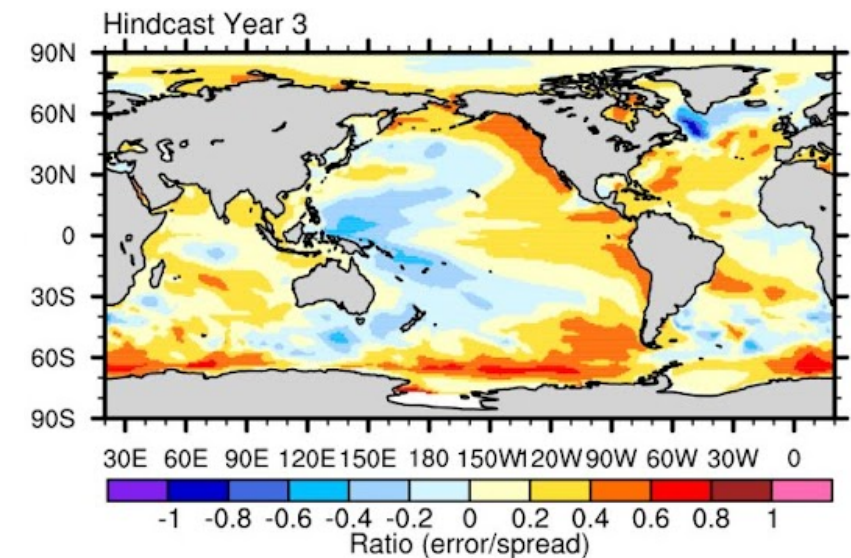 Hindcast Year 3
90N
60N
30N
0
30S
60S
90S
30E 60E 90E 120E 150E 180 150W 120W 90W 60W 30W 0
-1 -0.8 -0.6 -0.4 -0.2 0 0.2 0.4 0.6 0.8 1
Ratio (error/spread)